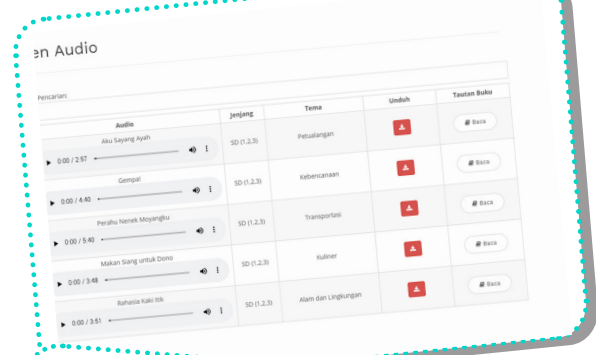 en Audio
Pencarian:
Audio Jenjang Tema Unduh Tautan Buku
Aku Sayang Ayah
0:00 / 2:57 SD (1,2,3) Petualangan Baca
Gempa!
0:00 / 4:40 SD (1,2,3) Kebencanaan Baca
Perahu Nenek Moyangku
0:00 / 5:40 SD (1,2,3) Transportasi Baca
Makan Siang untuk Dono
0:00 / 3:48 SD (1,2,3) Kuliner Baca
Rahasia Kaki Itik
0:00 / 3:51 SD (1,2,3) Alam dan Lingkungan Baca